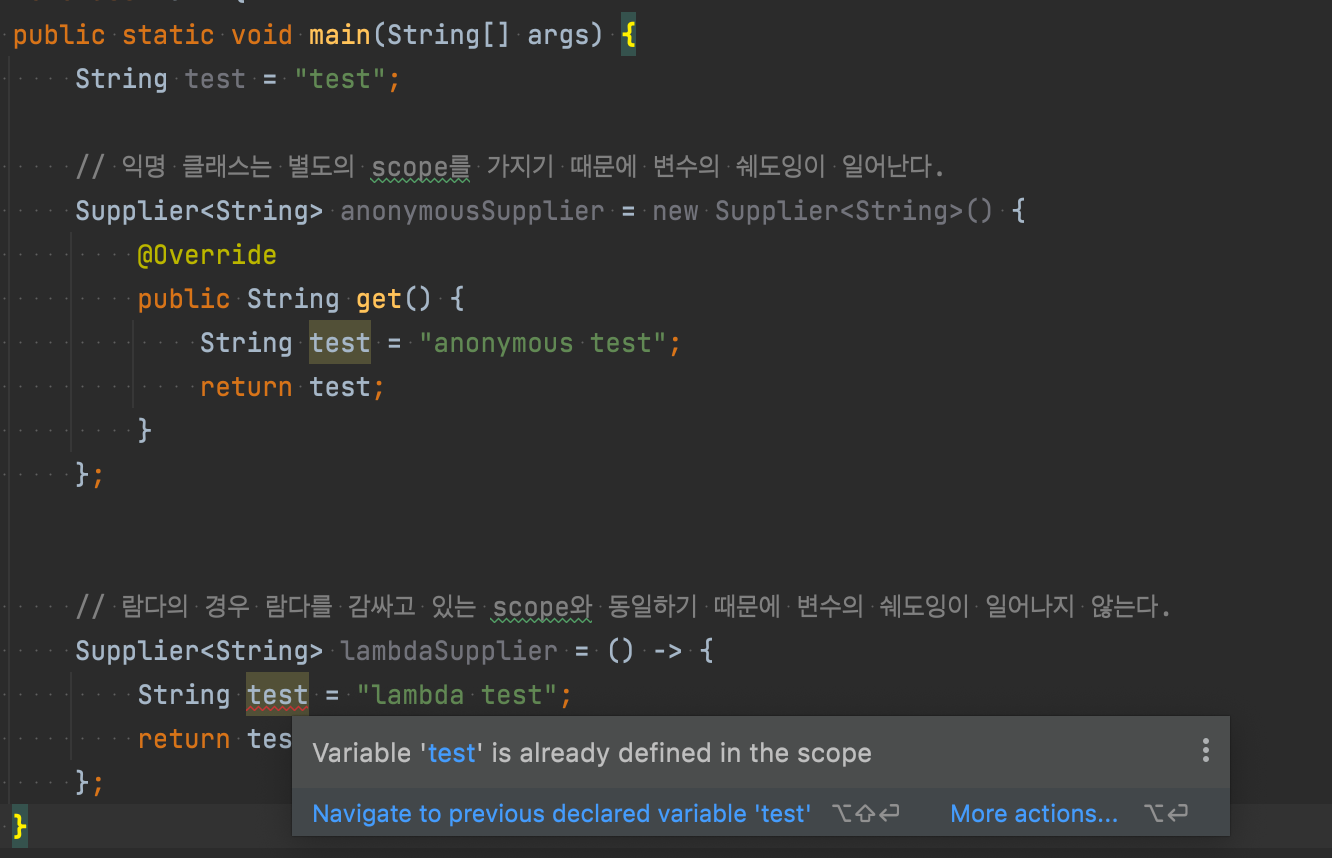 public static void main(String[] args) {
String test = "test";
// 익명 클래스는 별도의 scope를 가지기 때문에 변수의 쉐도잉이 일어난다.
Supplier<String> anonymousSupplier = new Supplier<String>() {
@Override
public String get() {
String test = "anonymous test";
return test;
}
};
// 람다의 경우 람다를 감싸고 있는 scope와 동일하기 때문에 변수의 쉐도잉이 일어나지 않는다.
Supplier<String> lambdaSupplier = () -> {
String test = "lambda test";
return tes
Variable 'test' is already defined in the scope
};
Navigate to previous declared variable 'test' ⌥⇧⏎ More actions... ⌥⏎
}